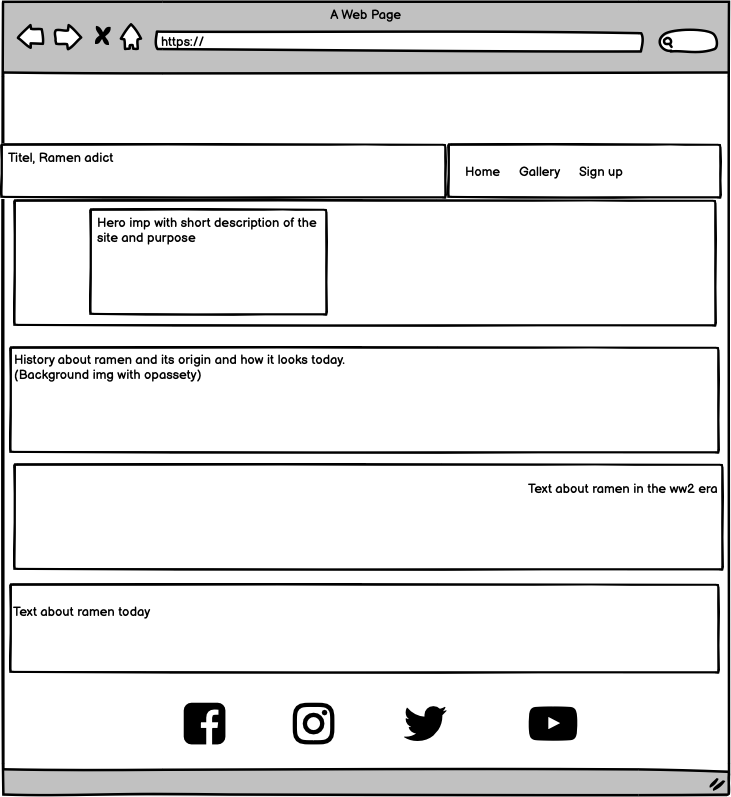 A Web Page
https://
Titel, Ramen adict
Home Gallery Sign up
Hero imp with short description of the
site and purpose
History about ramen and its origin and how it looks today.
(Background img with opassety)
Text about ramen in the ww2 era
Text about ramen today